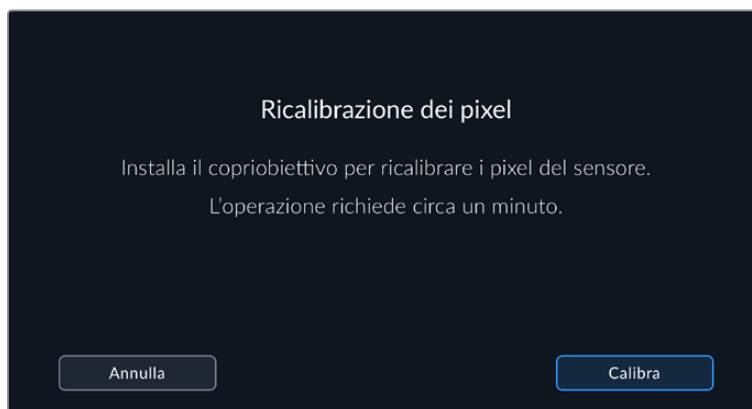 Ricalibrazione dei pixel
Installa il copriobiettivo per ricalibrare i pixel del sensore.
L'operazione richiede circa un minuto.
Annulla
Calibra